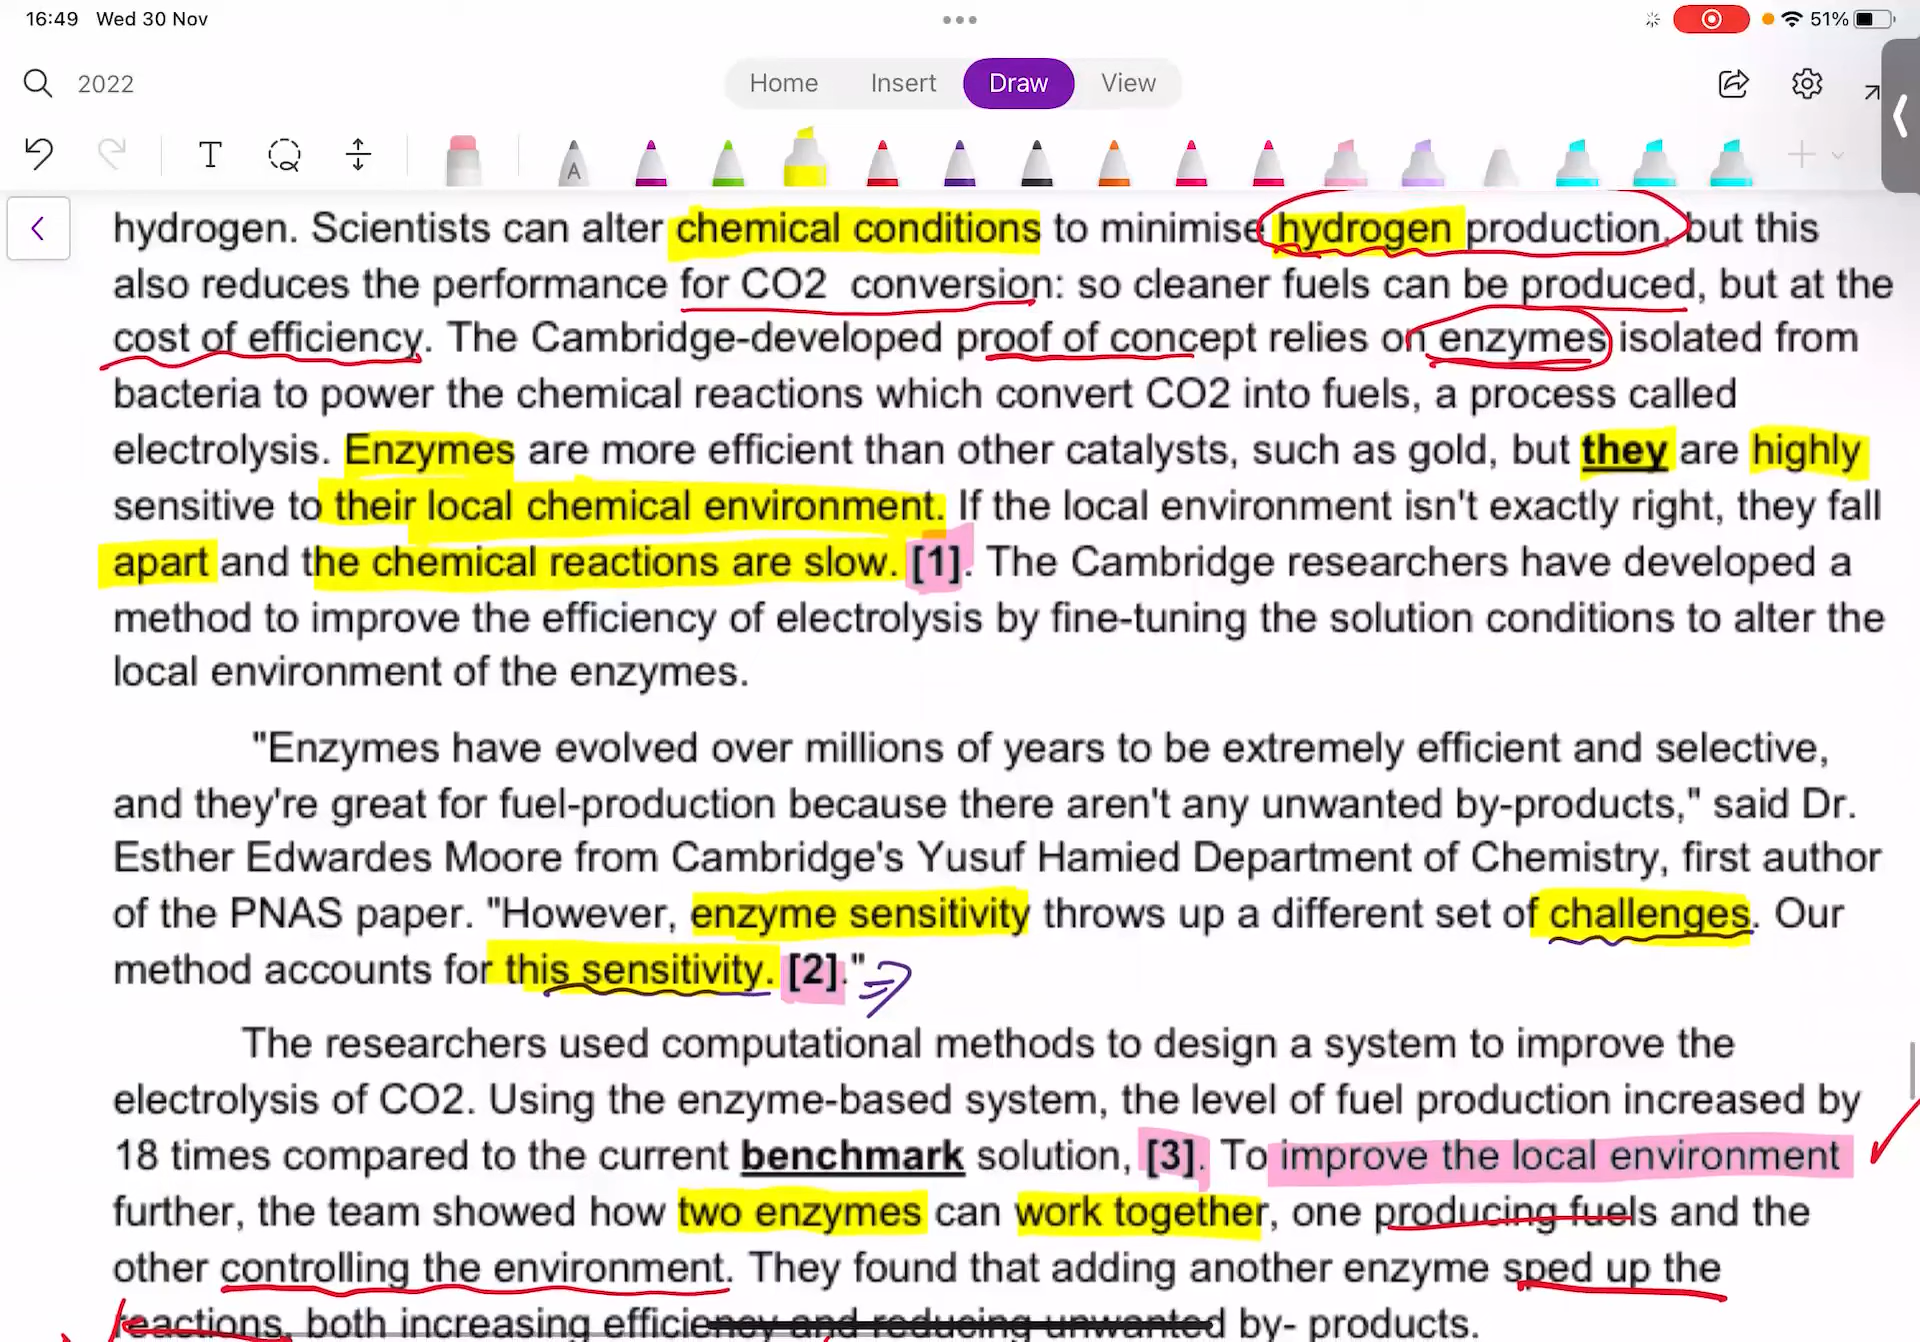 16:49 Wed 30 Nov
51%
2022
Home Insert Draw View
T
A
hydrogen. Scientists can alter chemical conditions to minimise hydrogen production, but this
also reduces the performance for CO2 conversion: so cleaner fuels can be produced, but at the
cost of efficiency. The Cambridge-developed proof of concept relies on enzymes isolated from
bacteria to power the chemical reactions which convert CO2 into fuels, a process called
electrolysis. Enzymes are more efficient than other catalysts, such as gold, but they are highly
sensitive to their local chemical environment. If the local environment isn't exactly right, they fall
apart and the chemical reactions are slow. [1]. The Cambridge researchers have developed a
method to improve the efficiency of electrolysis by fine-tuning the solution conditions to alter the
local environment of the enzymes.
"Enzymes have evolved over millions of years to be extremely efficient and selective,
and they're great for fuel-production because there aren't any unwanted by-products," said Dr.
Esther Edwardes Moore from Cambridge's Yusuf Hamied Department of Chemistry, first author
of the PNAS paper. "However, enzyme sensitivity throws up a different set of challenges. Our
method accounts for this sensitivity. [2]."
The researchers used computational methods to design a system to improve the
electrolysis of CO2. Using the enzyme-based system, the level of fuel production increased by
18 times compared to the current benchmark solution, [3]. To improve the local environment
further, the team showed how two enzymes can work together, one producing fuels and the
other controlling the environment. They found that adding another enzyme sped up the
reactions, both increasing efficiency and reducing unwanted by- products.